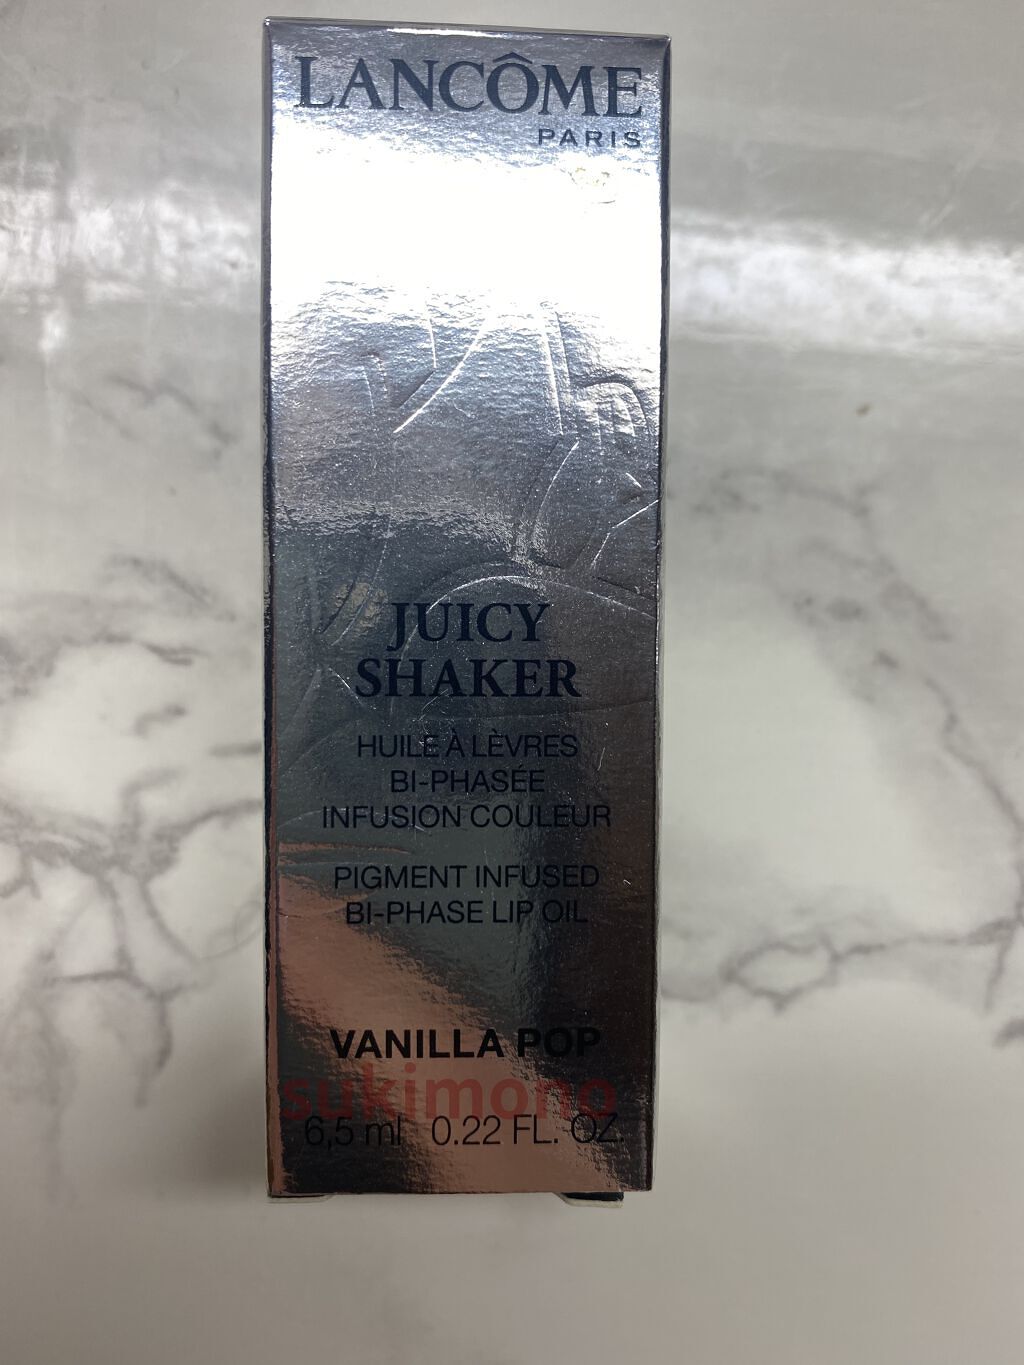 LANCÔME
PARIS
JUICY
SHAKER
HUILE À LÈVRES
BI-PHASÉE
INFUSION COULEUR
PIGMENT INFUSED
BI-PHASE LIP OIL
VANILLA POP
sukimono
6,5 ml 0.22 FL. OZ.